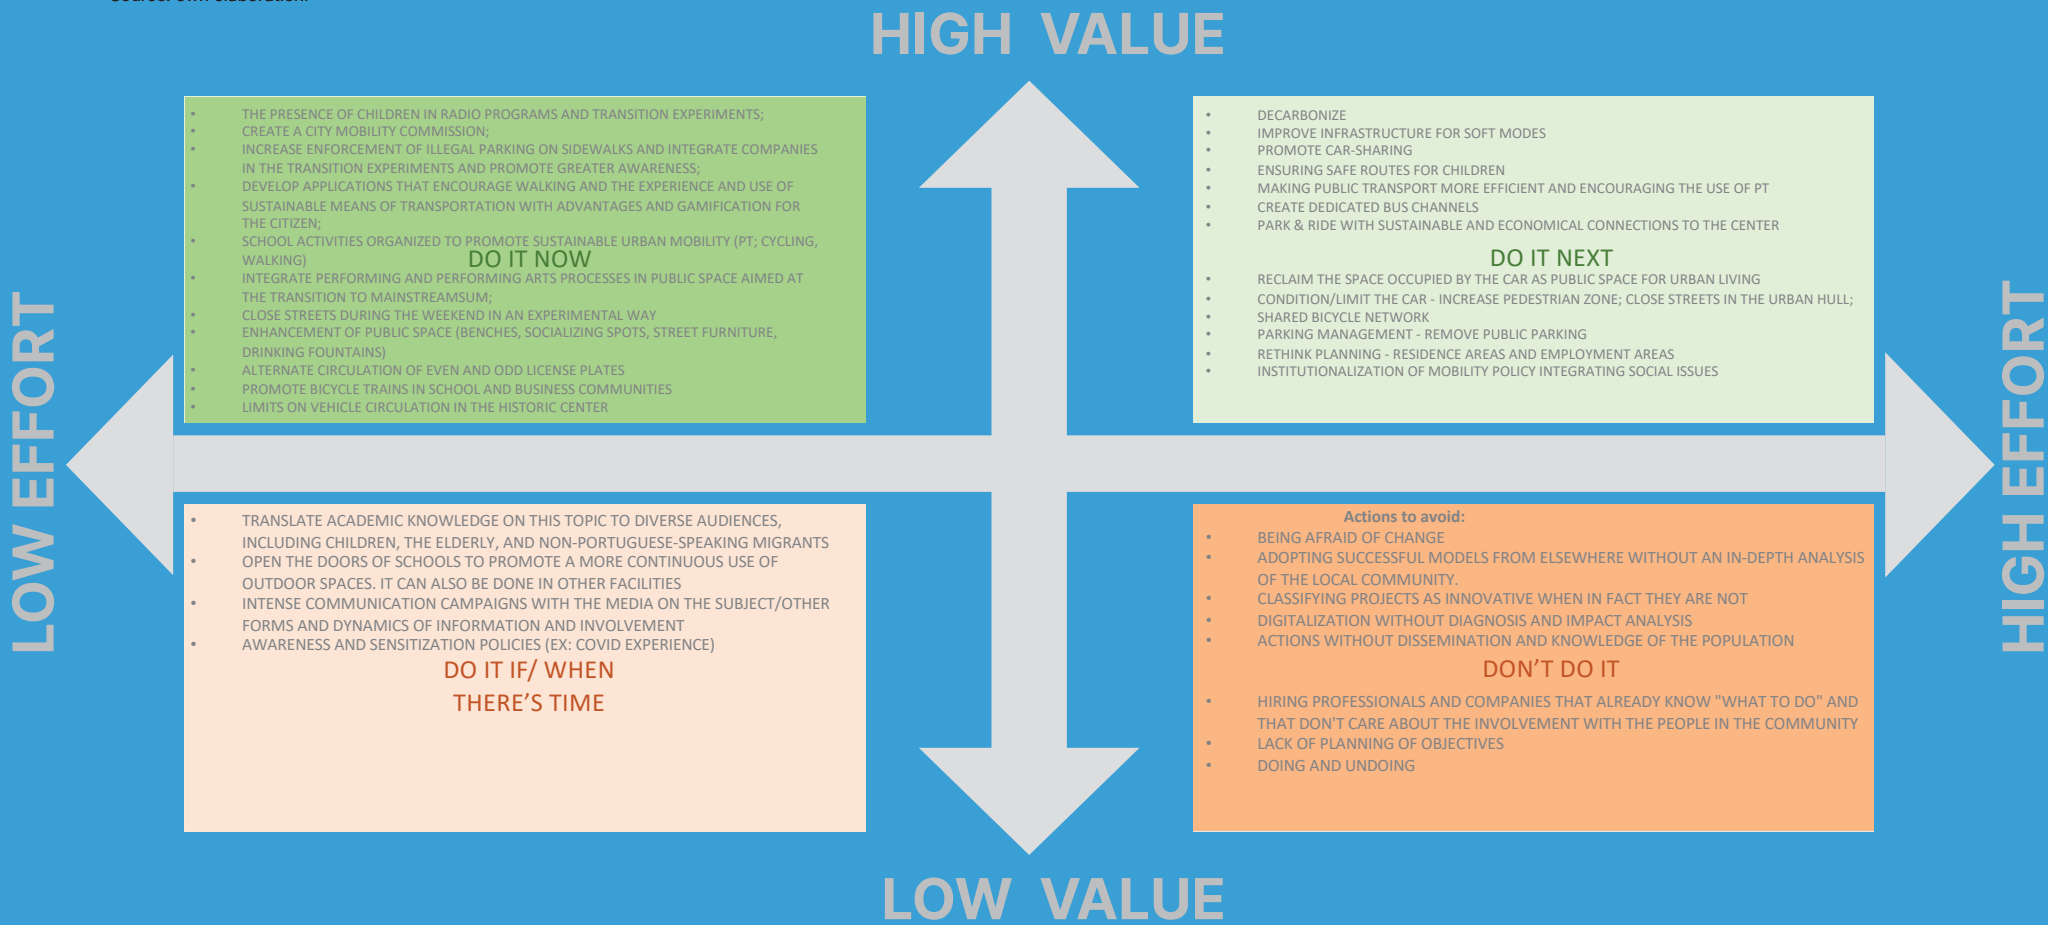 HIGH VALUE
• THE PRESENCE OF CHILDREN IN RADIO PROGRAMS AND TRANSITION EXPERIMENTS;
• CREATE A CITY MOBILITY COMMISSION;
• INCREASE ENFORCEMENT OF ILLEGAL PARKING ON SIDEWALKS AND INTEGRATE COMPANIES
IN THE TRANSITION EXPERIMENTS AND PROMOTE GREATER AWARENESS;
• DEVELOP APPLICATIONS THAT ENCOURAGE WALKING AND THE EXPERIENCE AND USE OF
SUSTAINABLE MEANS OF TRANSPORTATION WITH ADVANTAGES AND GAMIFICATION FOR
THE CITIZEN;
• SCHOOL ACTIVITIES ORGANIZED TO PROMOTE SUSTAINABLE URBAN MOBILITY (PT; CYCLING,
WALKING)
DO IT NOW
• INTEGRATE PERFORMING AND PERFORMING ARTS PROCESSES IN PUBLIC SPACE AIMED AT
THE TRANSITION TO MAINSTREAMSUM;
• CLOSE STREETS DURING THE WEEKEND IN AN EXPERIMENTAL WAY
• ENHANCEMENT OF PUBLIC SPACE (BENCHES, SOCIALIZING SPOTS, STREET FURNITURE,
DRINKING FOUNTAINS)
• ALTERNATE CIRCULATION OF EVEN AND ODD LICENSE PLATES
• PROMOTE BICYCLE TRAINS IN SCHOOL AND BUSINESS COMMUNITIES
• LIMITS ON VEHICLE CIRCULATION IN THE HISTORIC CENTER
• DECARBONIZE
• IMPROVE INFRASTRUCTURE FOR SOFT MODES
• PROMOTE CAR-SHARING
• ENSURING SAFE ROUTES FOR CHILDREN
• MAKING PUBLIC TRANSPORT MORE EFFICIENT AND ENCOURAGING THE USE OF PT
• CREATE DEDICATED BUS CHANNELS
• PARK & RIDE WITH SUSTAINABLE AND ECONOMICAL CONNECTIONS TO THE CENTER
DO IT NEXT
• RECLAIM THE SPACE OCCUPIED BY THE CAR AS PUBLIC SPACE FOR URBAN LIVING
• CONDITION/LIMIT THE CAR - INCREASE PEDESTRIAN ZONE; CLOSE STREETS IN THE URBAN HULL;
• SHARED BICYCLE NETWORK
• PARKING MANAGEMENT - REMOVE PUBLIC PARKING
• RETHINK PLANNING - RESIDENCE AREAS AND EMPLOYMENT AREAS
• INSTITUTIONALIZATION OF MOBILITY POLICY INTEGRATING SOCIAL ISSUES
LOW EFFORT
HIGH EFFORT
• TRANSLATE ACADEMIC KNOWLEDGE ON THIS TOPIC TO DIVERSE AUDIENCES,
INCLUDING CHILDREN, THE ELDERLY, AND NON-PORTUGUESE-SPEAKING MIGRANTS
• OPEN THE DOORS OF SCHOOLS TO PROMOTE A MORE CONTINUOUS USE OF
OUTDOOR SPACES. IT CAN ALSO BE DONE IN OTHER FACILITIES
• INTENSE COMMUNICATION CAMPAIGNS WITH THE MEDIA ON THE SUBJECT/OTHER
FORMS AND DYNAMICS OF INFORMATION AND INVOLVEMENT
• AWARENESS AND SENSITIZATION POLICIES (EX: COVID EXPERIENCE)
DO IT IF/ WHEN
THERE'S TIME
Actions to avoid:
• BEING AFRAID OF CHANGE
• ADOPTING SUCCESSFUL MODELS FROM ELSEWHERE WITHOUT AN IN-DEPTH ANALYSIS
OF THE LOCAL COMMUNITY.
• CLASSIFYING PROJECTS AS INNOVATIVE WHEN IN FACT THEY ARE NOT
• DIGITALIZATION WITHOUT DIAGNOSIS AND IMPACT ANALYSIS
• ACTIONS WITHOUT DISSEMINATION AND KNOWLEDGE OF THE POPULATION
DON'T DO IT
• HIRING PROFESSIONALS AND COMPANIES THAT ALREADY KNOW "WHAT TO DO" AND
THAT DON'T CARE ABOUT THE INVOLVEMENT WITH THE PEOPLE IN THE COMMUNITY
• LACK OF PLANNING OF OBJECTIVES
• DOING AND UNDOING
LOW VALUE